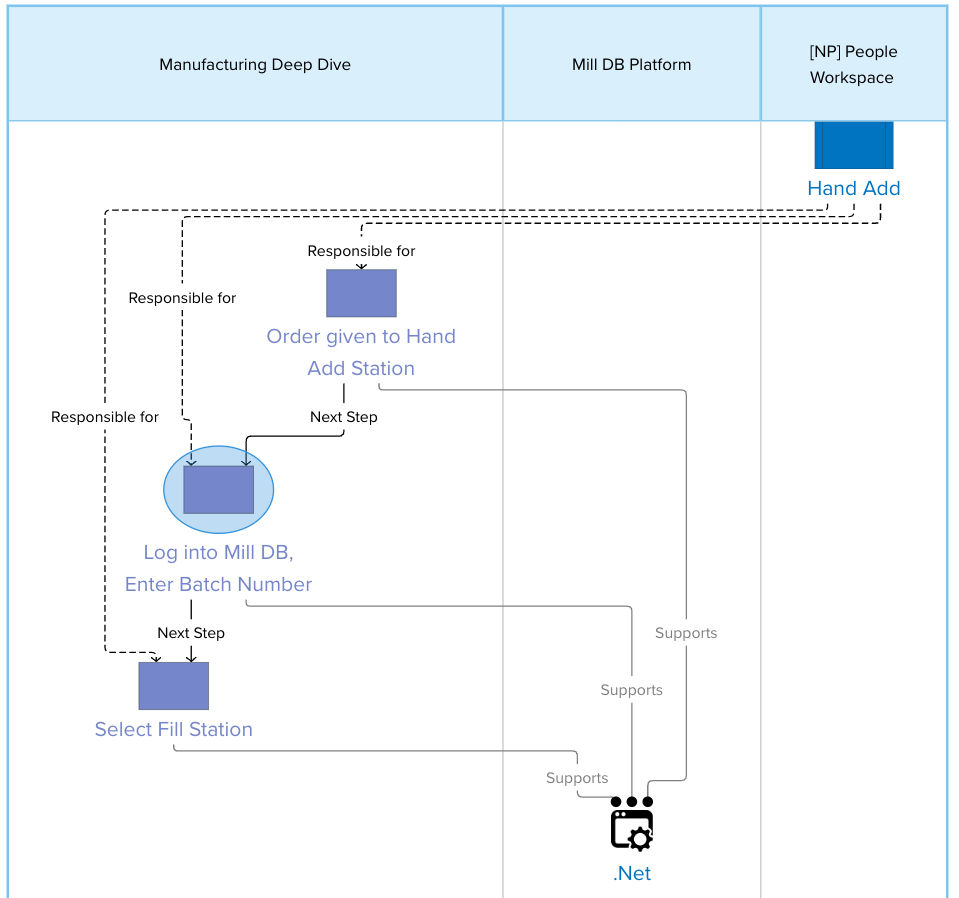 Manufacturing Deep Dive
Mill DB Platform
[NP] People
Workspace
Hand Add
Responsible for
Responsible for
Order given to Hand
Add Station
Responsible for
Next Step
Log into Mill DB,
Enter Batch Number
Next Step
Supports
Supports
Select Fill Station
Supports
.Net